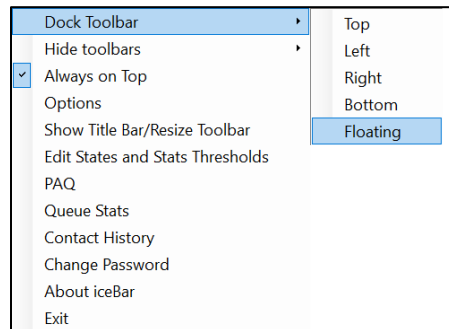 Dock Toolbar
Hide toolbars
Always on Top
Options
Show Title Bar/Resize Toolbar
Edit States and Stats Thresholds
PAQ
Queue Stats
Contact History
Change Password
About iceBar
Exit
Top
Left
Right
Bottom
Floating